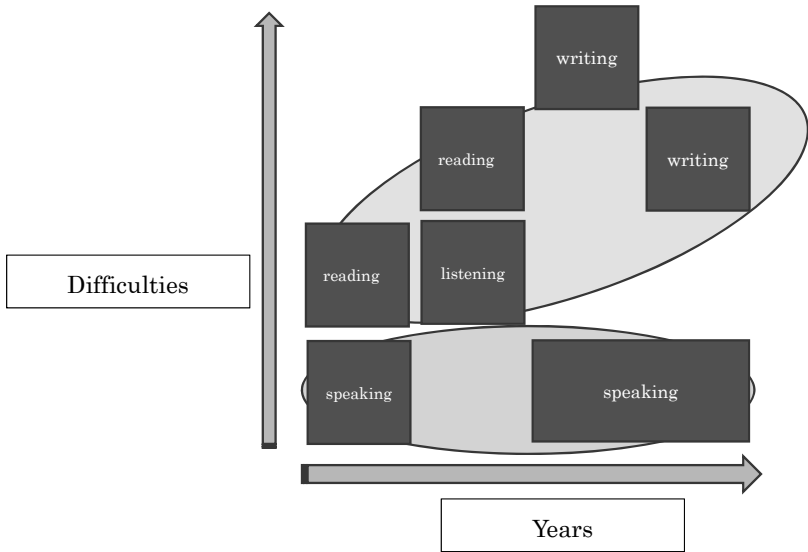 writing
reading
writing
reading
listening
Difficulties
speaking
speaking
Years